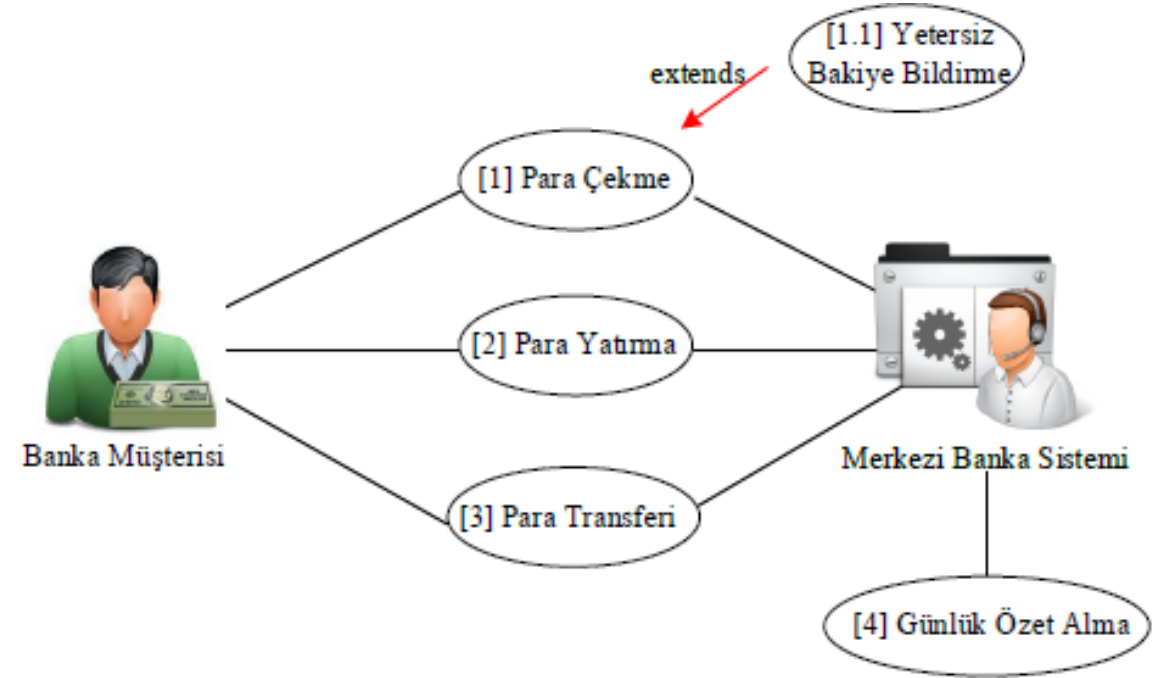 [1.1] Yetersiz
Bakiye Bildirme
extends
[1] Para Çekme
[2] Para Yatırma
Banka Müşterisi
Merkezi Banka Sistemi
[3] Para Transferi
[4] Günlük Özet Alma